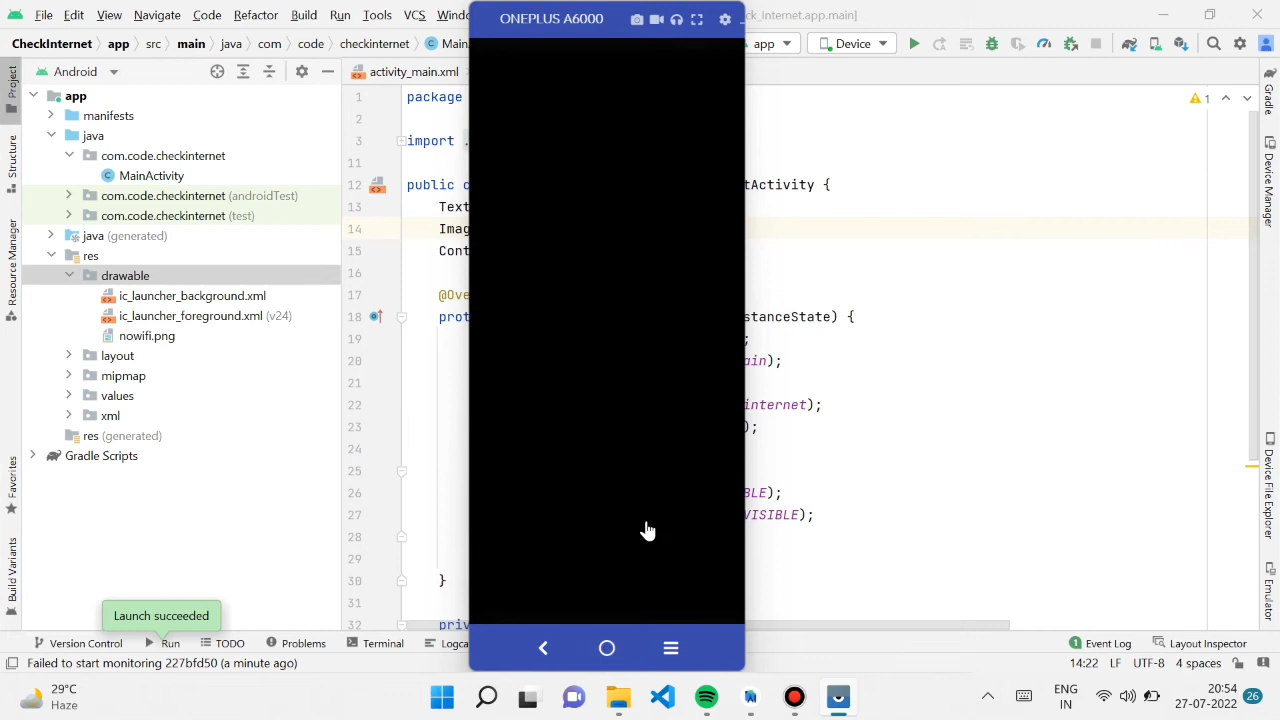 File Edit View Navigate Code Refactor Build Run Tools VCS Windo
ONEPLUS A6000
ck_Internet.app.main]
CheckInternet app src main java com code checkinternet Main
app Device
Android
activity_main.xml
Project
Structure
Resource Manager
Favorites
Build Variants
app
manifests
java
com.code.checkinternet
MainActivity
com.code.checkinternet (androidTest)
com.code.checkinternet (test)
java (generated)
res
drawable
ic_launcher_background.xml
ic_launcher_foreground.xml (v24)
nowifi.png
layout
mipmap
values
xml
res (generated)
Gradle Scripts
1 package
2
3 import .
11
12 public c tActivity {
13 Text
14 Imag
15 Cont
16
17 @Ove
18 prot stanceState) {
19 ;
20 ain);
21
22 internet);
23 );
24
25
26 BLE);
27 VISIBLE);
28
29
30 }
31
32 priv
1
Gradle
Device Manager
Device File Explorer
Emulator
Launch succeeded
Version Control Run TODO Problems Terminal Logca
1 Event Log Layout Inspector
Failed to start monitoring 227bfd50 (a minute ago)
14:22 LF UTF-8 4 spaces
29°C
Haze
ENG
IN
20:54
27-07-2022
26